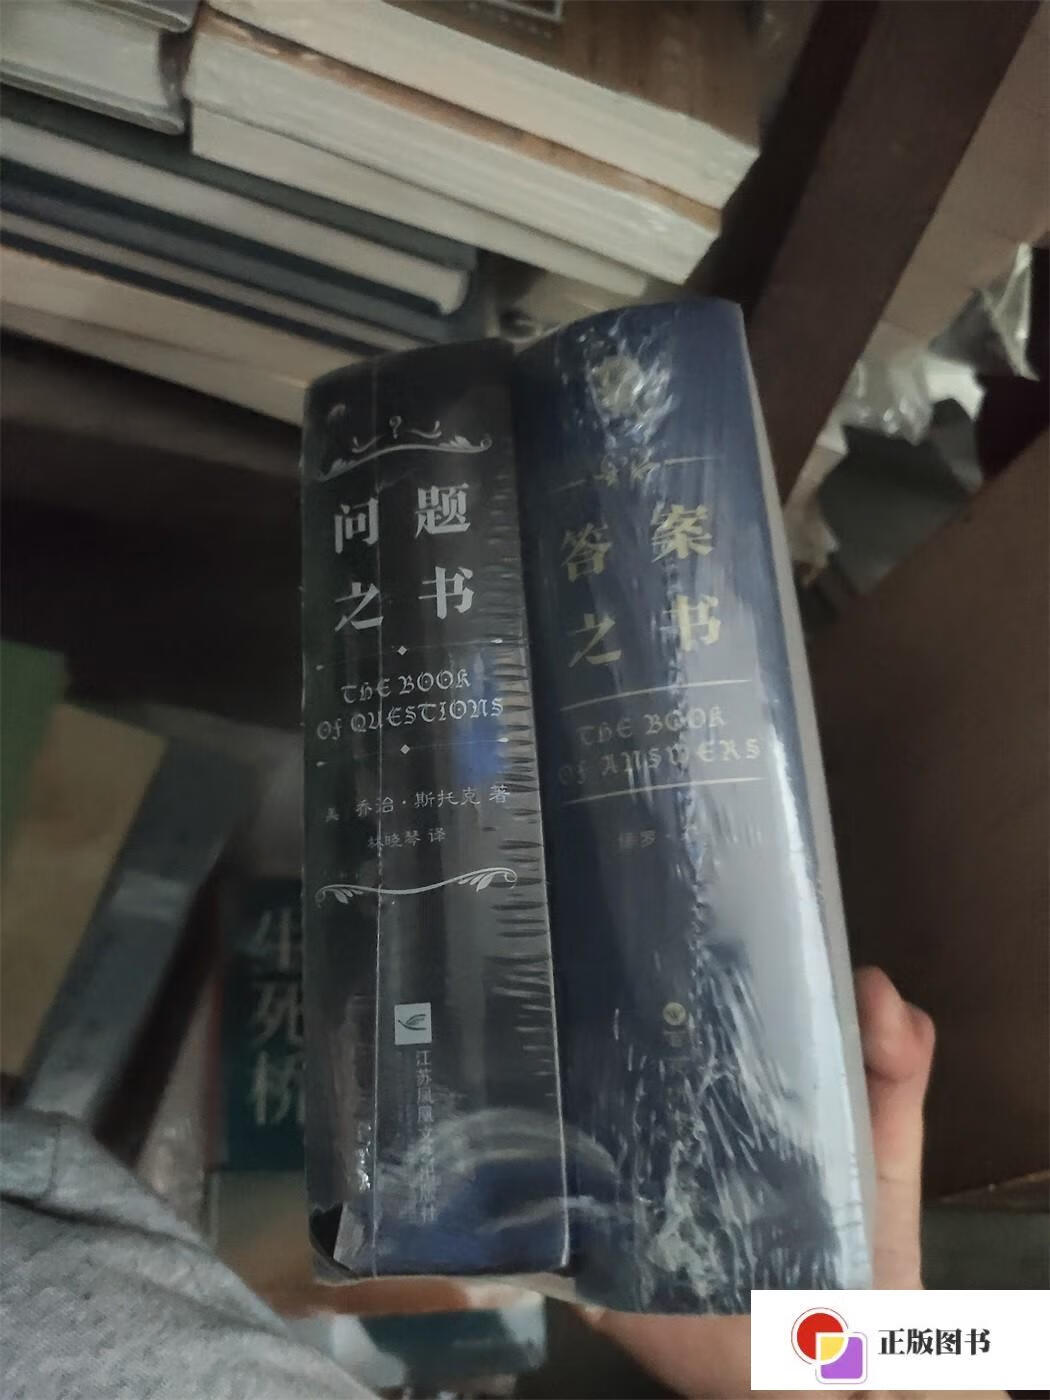 问题
之书
THE BOOK
OF QUESTIONS
美 乔治·斯托克 著
林晓琴 译
江苏凤凰文艺出版社
答案
之书
THE BOOK
OF ANSWERS
生死桥
正版图书